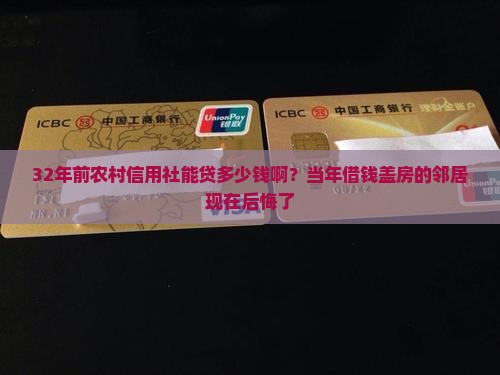 ICBC 中国工商银行
UnionPay
银联
ICBC 中国工商银行 理财金账户
32年前农村信用社能贷多少钱啊？当年借钱盖房的邻居
现在后悔了
VISA
UnionPay